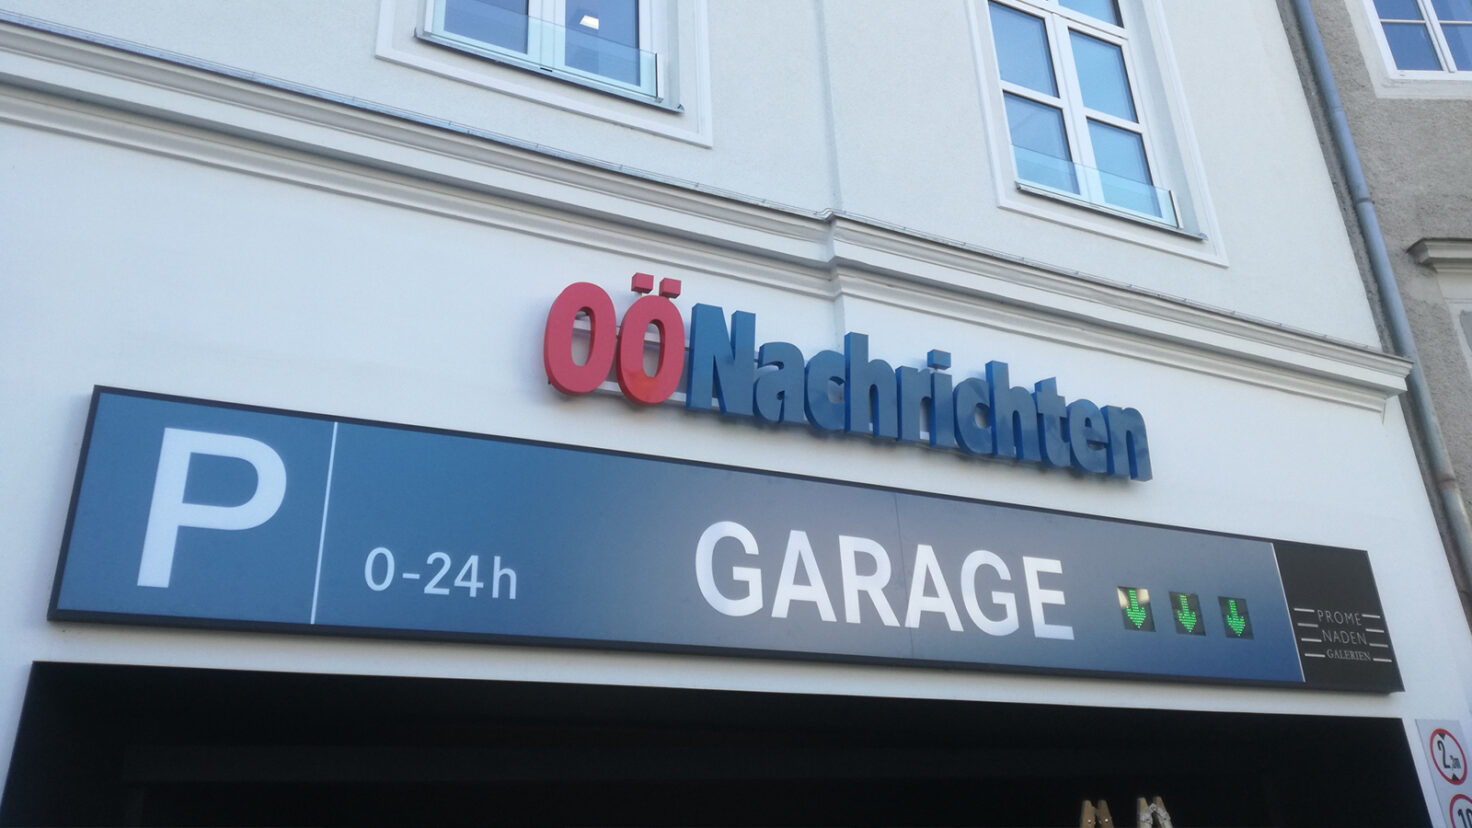 OÖNachrichten
P
0-24h
GARAGE
PROME
NADEN
GALERIEN